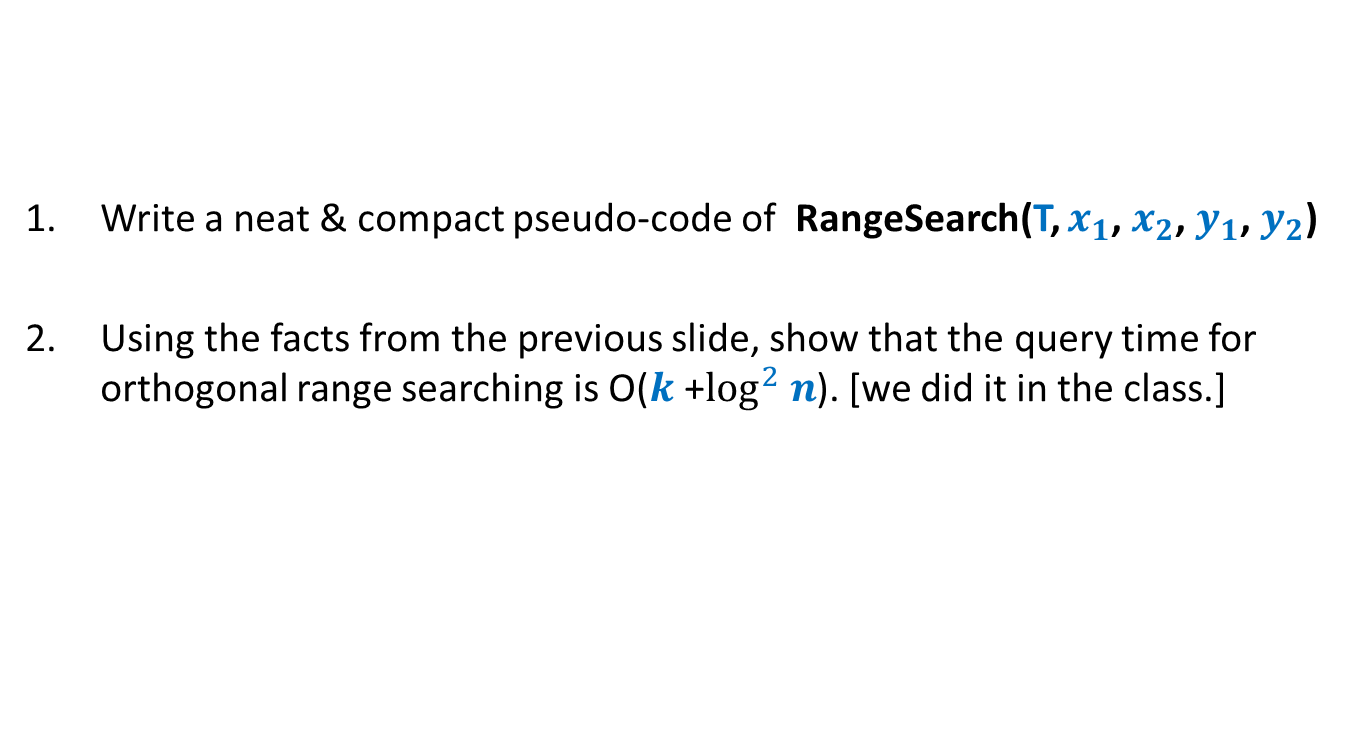 1. Write a neat & compact pseudo-code of RangeSearch(T, x₁, x₂, y₁, y₂)
2. Using the facts from the previous slide, show that the query time for
orthogonal range searching is O(k +log² n). [we did it in the class.]